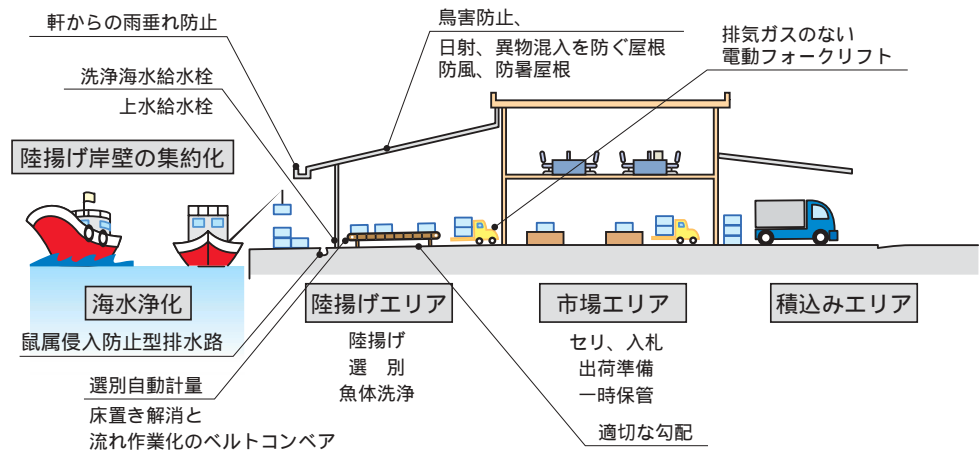 軒からの雨垂れ防止
鳥害防止、
日射、異物混入を防ぐ屋根
防風、防暑屋根
排気ガスのない
電動フォークリフト
洗浄海水給水栓
上水給水栓
陸揚げ岸壁の集約化
海水浄化
陸揚げエリア
市場エリア
積込みエリア
鼠属侵入防止型排水路
陸揚げ
選　別
魚体洗浄
セリ、入札
出荷準備
一時保管
選別自動計量
床置き解消と
流れ作業化のベルトコンベア
適切な勾配